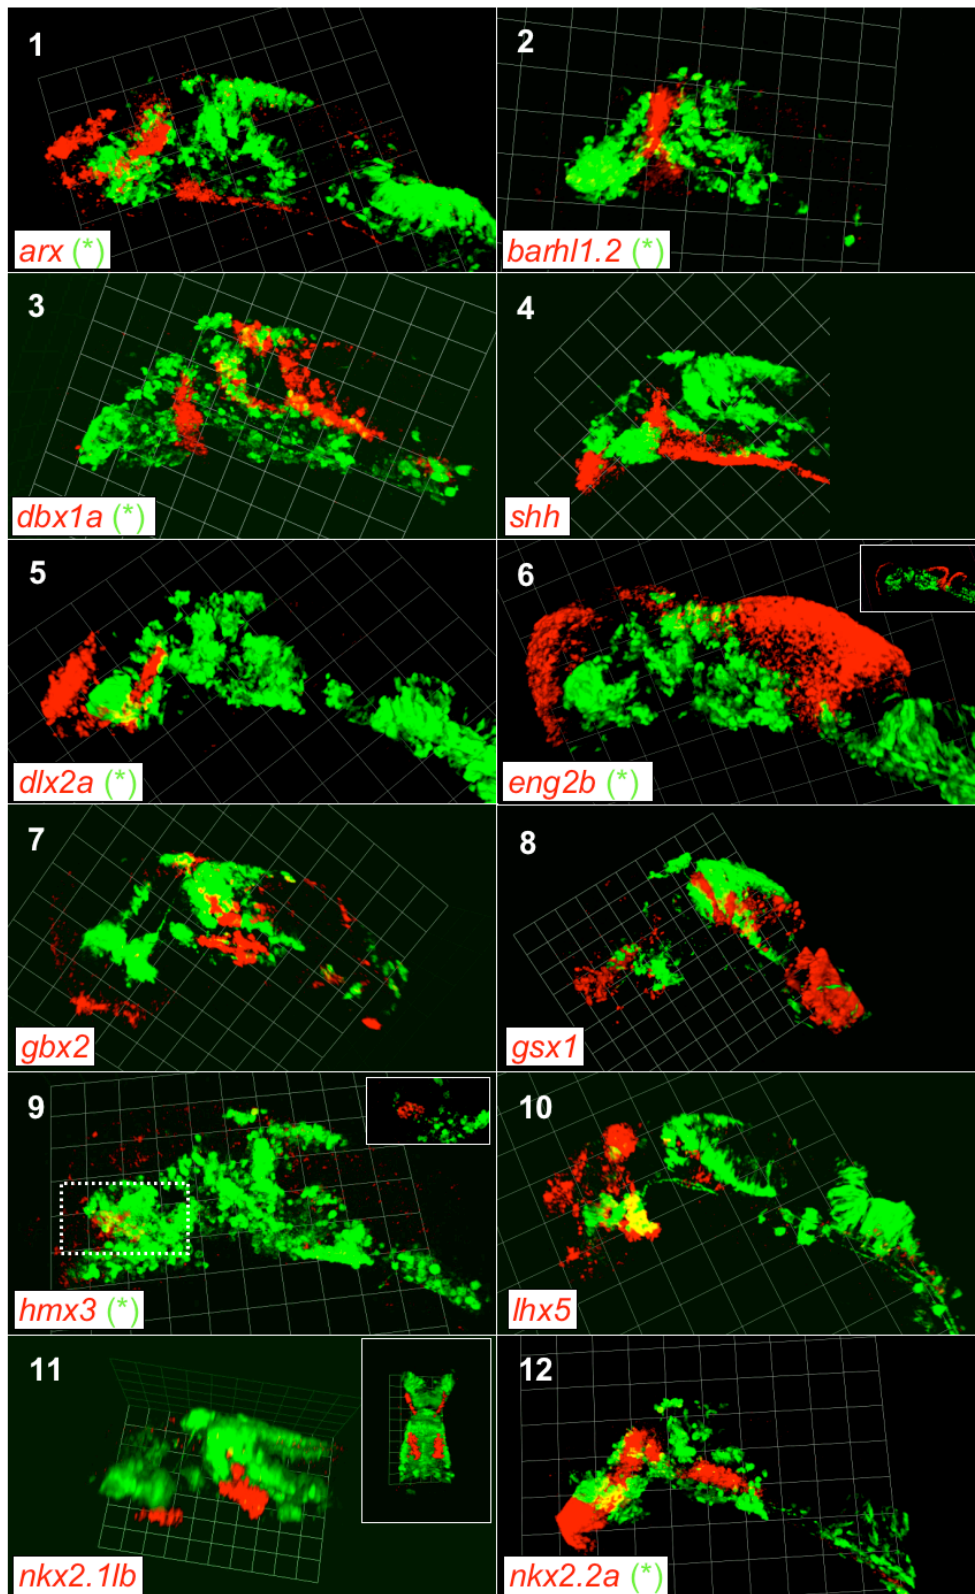 1
arx (*)
2
barhl1.2 (*)
3
dbx1a (*)
4
shh
5
dlx2a (*)
6
eng2b (*)
7
gbx2
8
gsx1
9
hmx3 (*)
10
lhx5
11
nkx2.1lb
12
nkx2.2a (*)